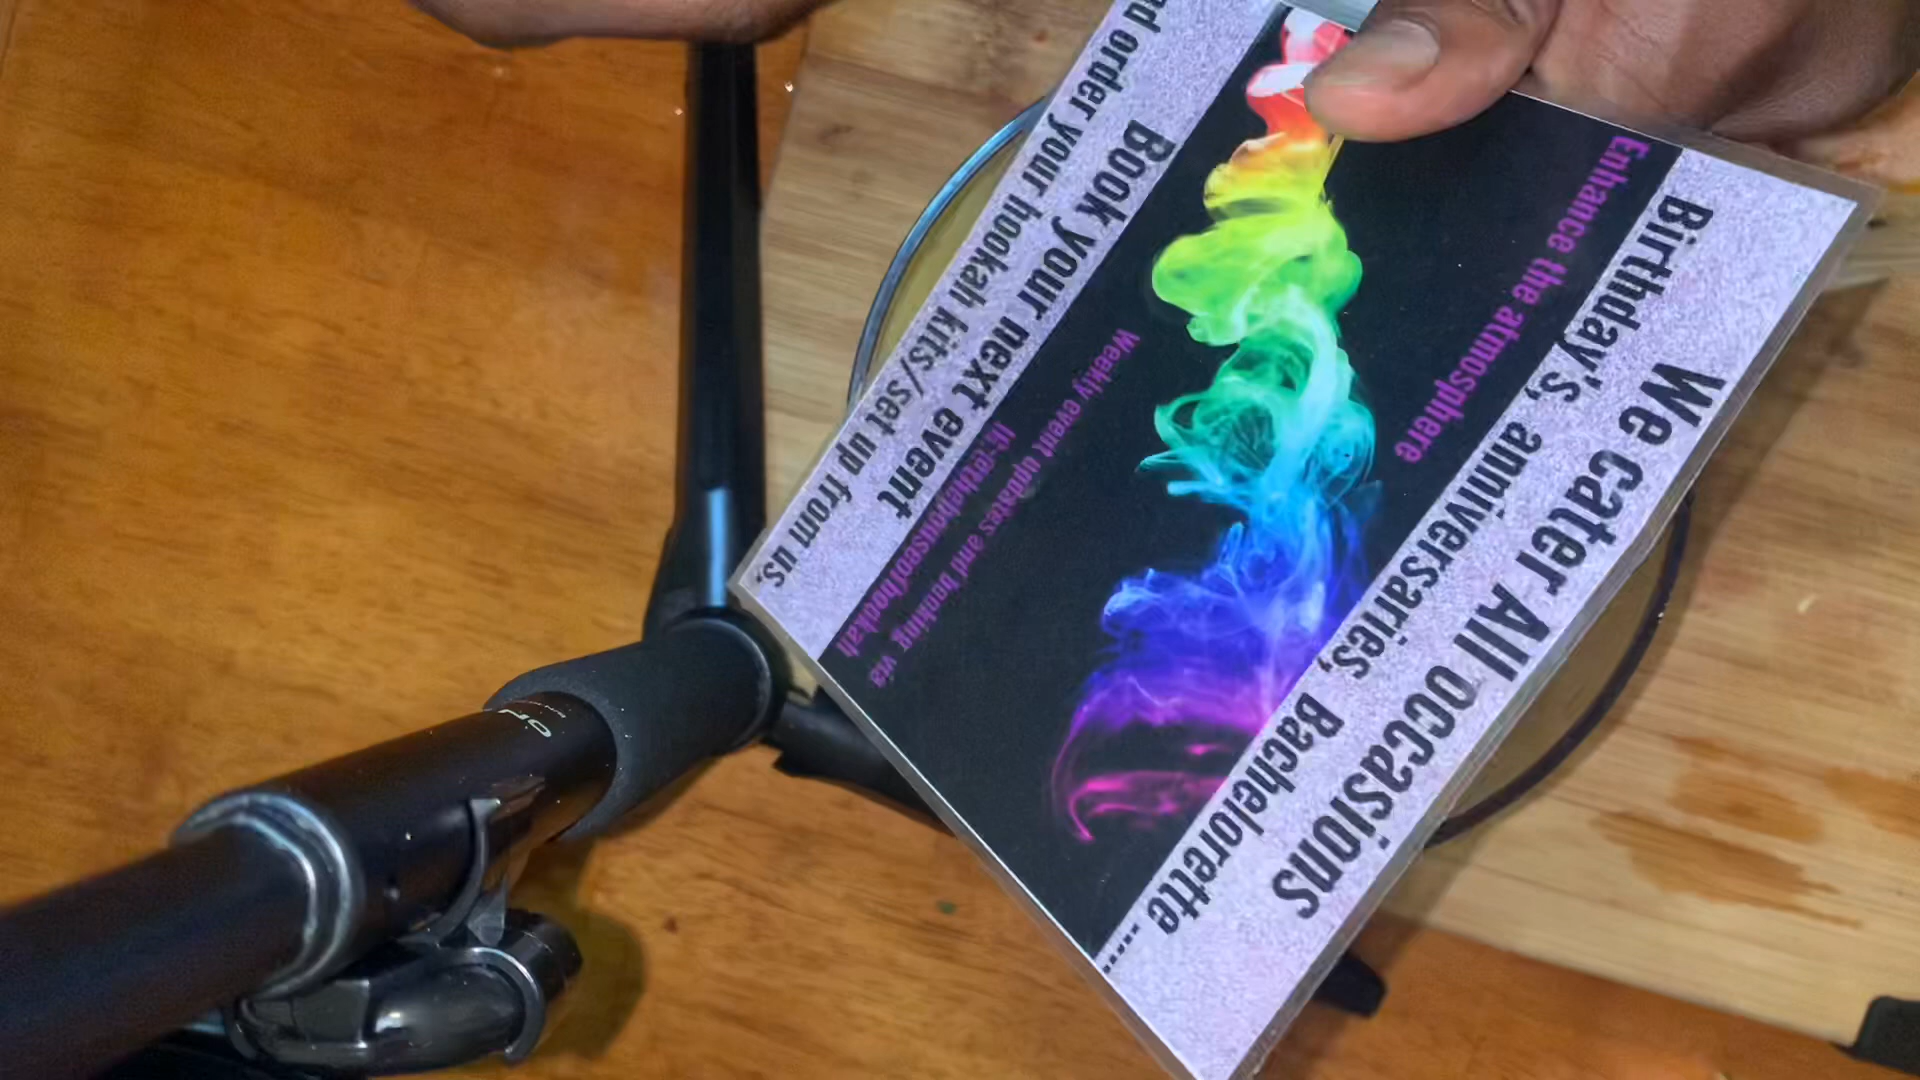 We cater All occasions
Birthday's, anniversaries, Bachelorette.....
Enhance the atmosphere
Weekly event updates and booking via
Book your next event
order your hookah kits/set up from us.
ON